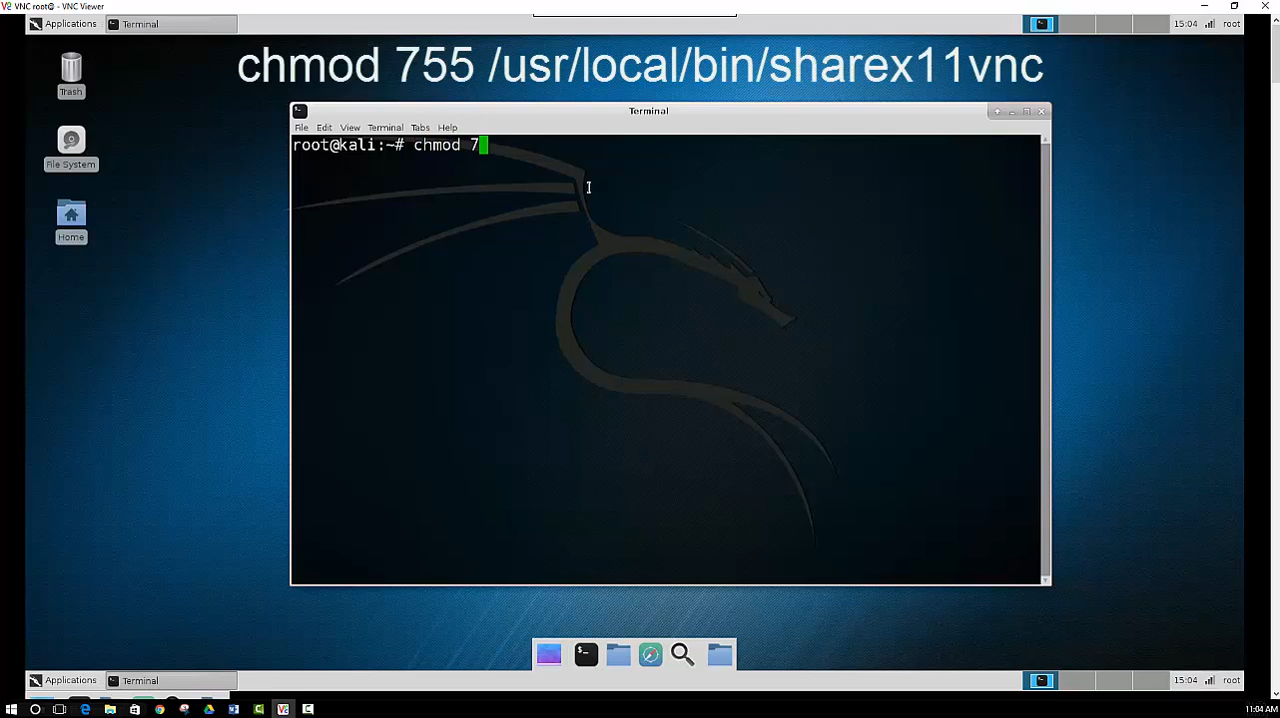 VNC root@ - VNC Viewer
Applications
Terminal
15:04
root
chmod 755 /usr/local/bin/sharex11vnc
Trash
File System
Home
Terminal
File Edit View Terminal Tabs Help
root@kali:~# chmod 7
Applications
Terminal
15:04
root
11:04 AM